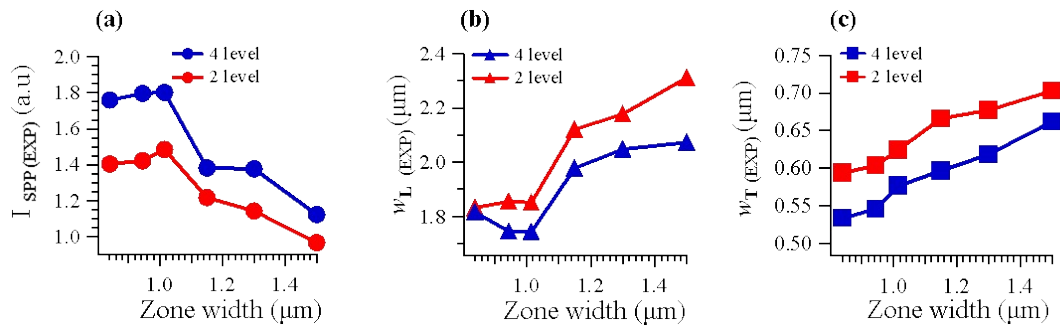 (a)
4 level
2 level
I SPP(EXP) (a.u)
2.0
1.8
1.6
1.4
1.2
1.0
1.0
1.2
1.4
Zone width (μm)
(b)
4 level
2 level
wL (EXP) (μm)
2.4
2.2
2.0
1.8
1.0
1.2
1.4
Zone width (μm)
(c)
4 level
2 level
wT (EXP) (μm)
0.75
0.70
0.65
0.60
0.55
0.50
1.0
1.2
1.4
Zone width (μm)